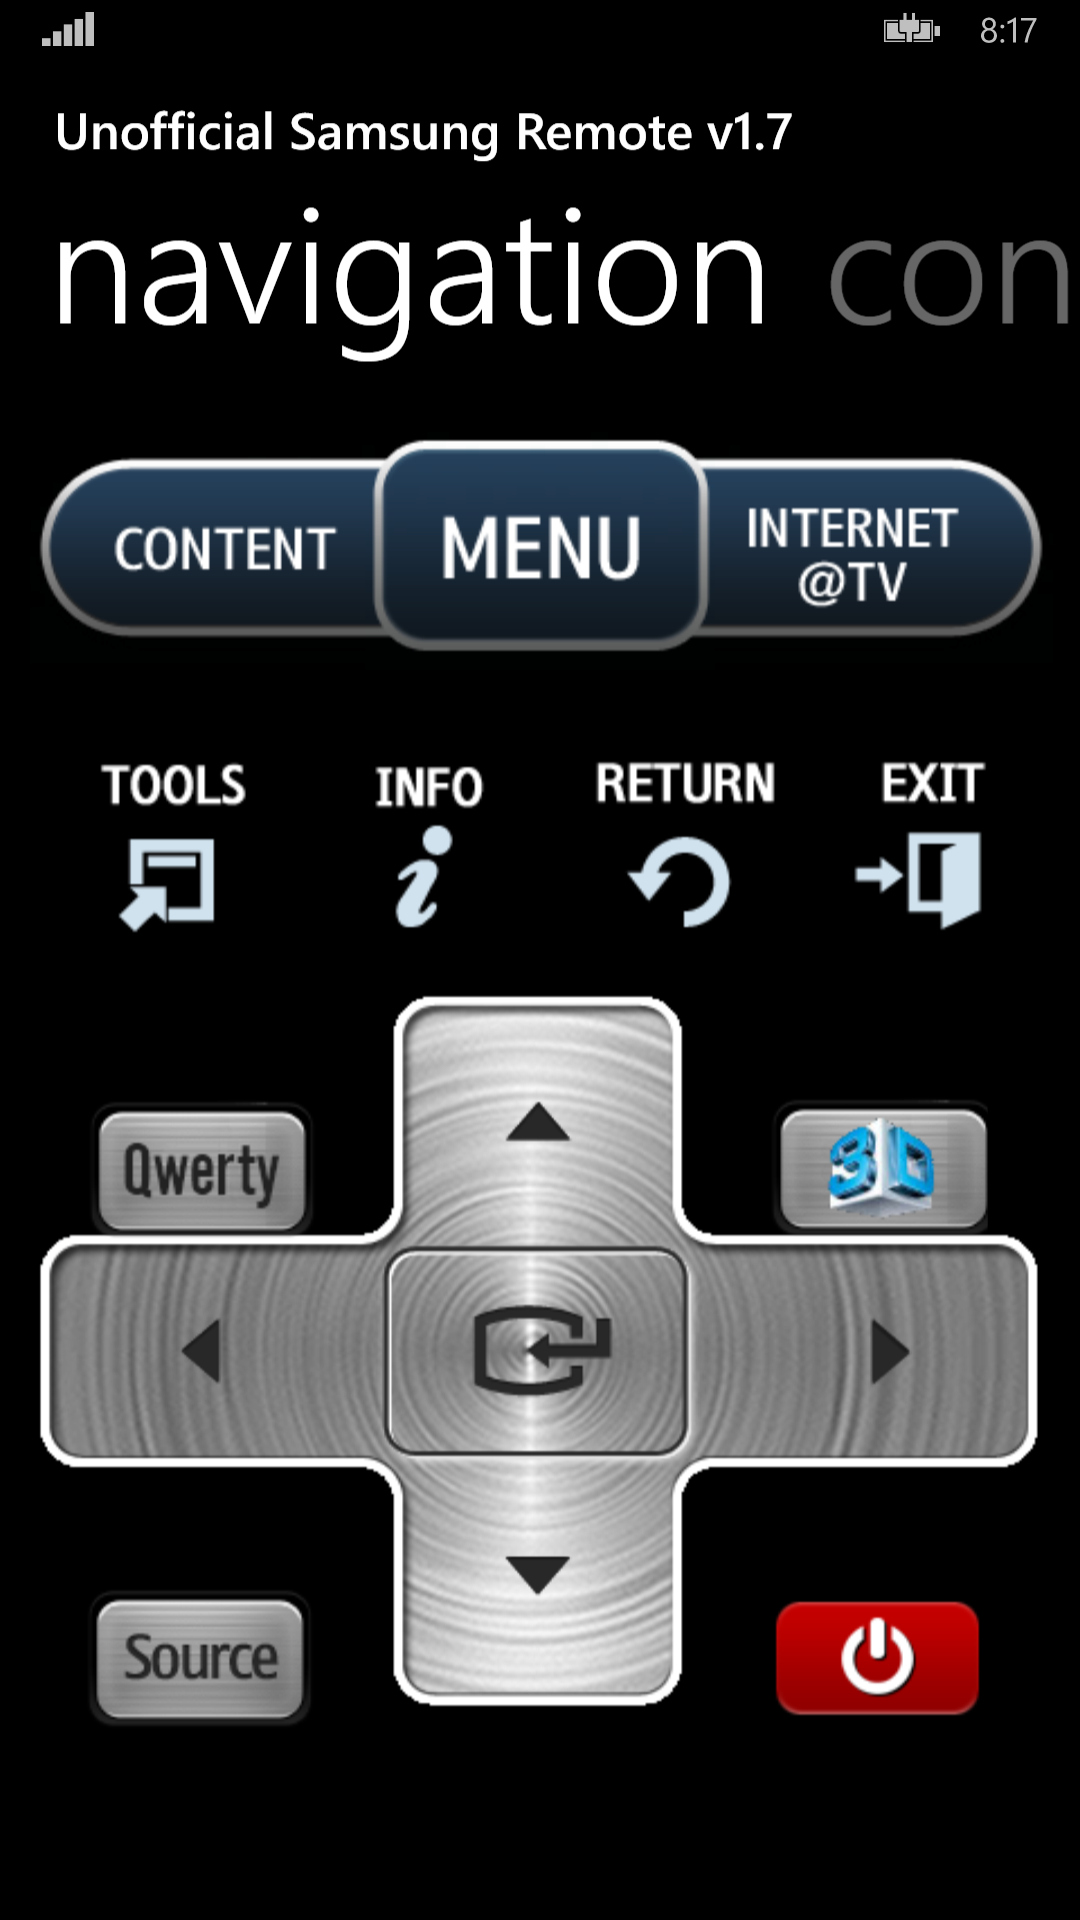 8:17
Unofficial Samsung Remote v1.7
navigation con
CONTENT
MENU
INTERNET
@TV
TOOLS
INFO
RETURN
EXIT
Qwerty
3D
Source